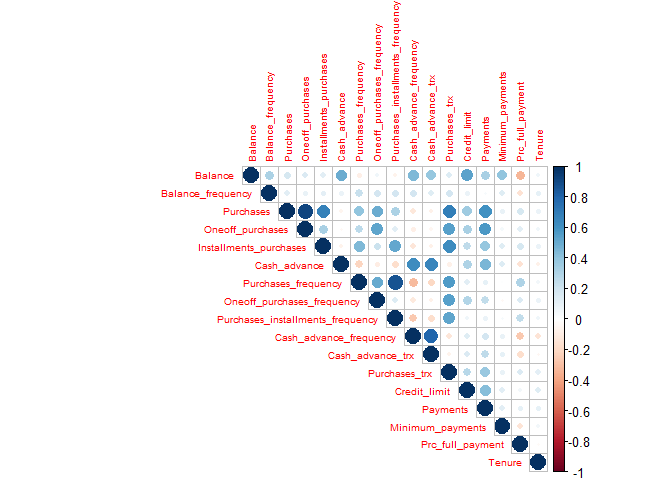 Balance
Balance_frequency
Purchases
Oneoff_purchases
Installments_purchases
Cash_advance
Purchases_frequency
Oneoff_purchases_frequency
Purchases_installments_frequency
Cash_advance_frequency
Cash_advance_trx
Purchases_trx
Credit_limit
Payments
Minimum_payments
Prc_full_payment
Tenure
Balance
Balance_frequency
Purchases
Oneoff_purchases
Installments_purchases
Cash_advance
Purchases_frequency
Oneoff_purchases_frequency
Purchases_installments_frequency
Cash_advance_frequency
Cash_advance_trx
Purchases_trx
Credit_limit
Payments
Minimum_payments
Prc_full_payment
Tenure
1
0.8
0.6
0.4
0.2
0
-0.2
-0.4
-0.6
-0.8
-1